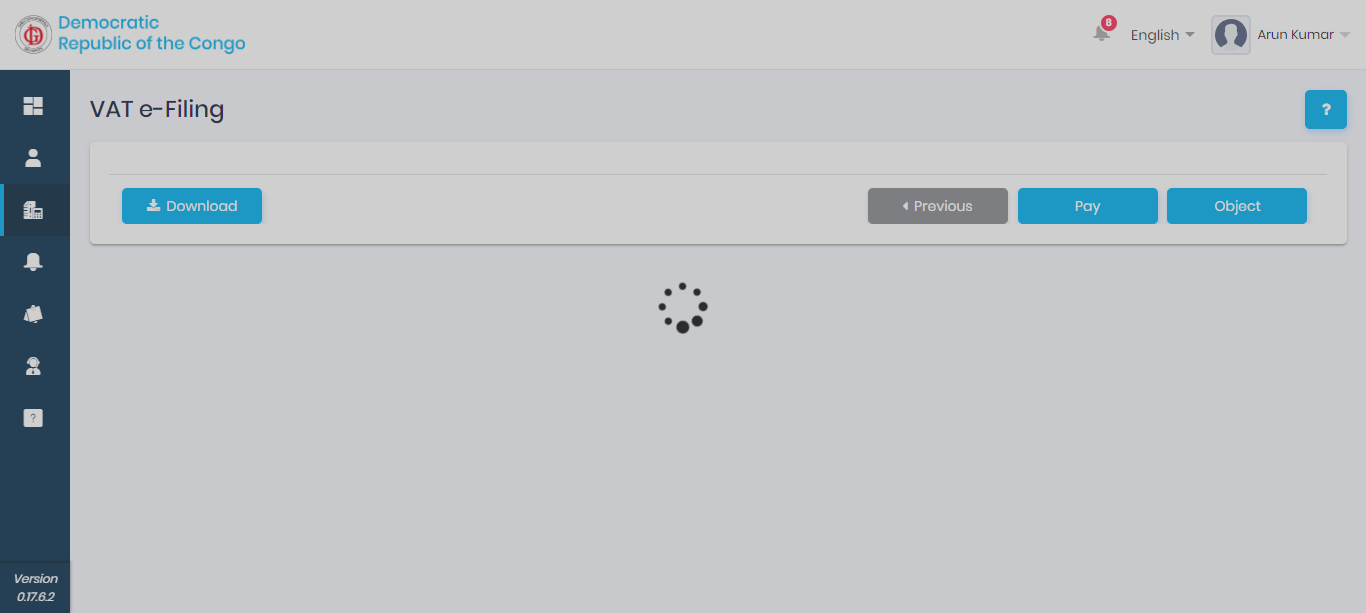 Democratic
Republic of the Congo
8
English
Arun Kumar
VAT e-Filing
?
Download
Previous
Pay
Object
?
Version
0.17.6.2